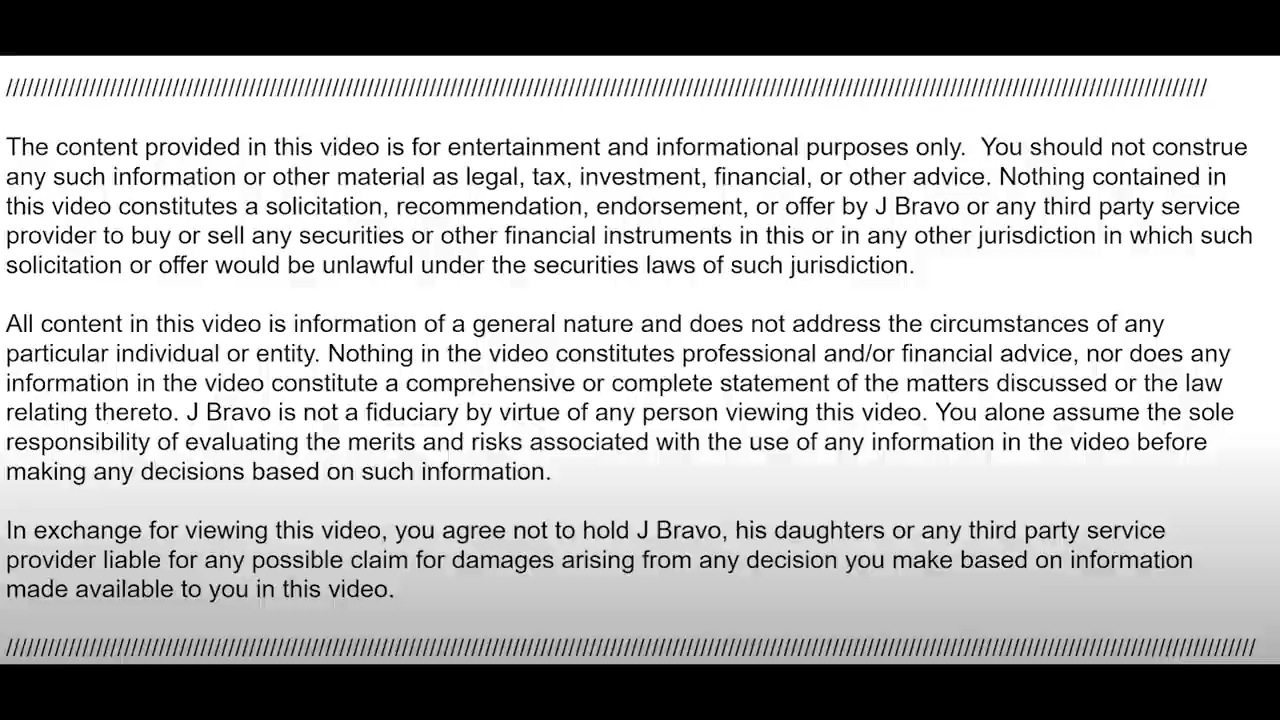 The content provided in this video is for entertainment and informational purposes only.  You should not construe
any such information or other material as legal, tax, investment, financial, or other advice. Nothing contained in
this video constitutes a solicitation, recommendation, endorsement, or offer by J Bravo or any third party service
provider to buy or sell any securities or other financial instruments in this or in any other jurisdiction in which such
solicitation or offer would be unlawful under the securities laws of such jurisdiction.
All content in this video is information of a general nature and does not address the circumstances of any
particular individual or entity. Nothing in the video constitutes professional and/or financial advice, nor does any
information in the video constitute a comprehensive or complete statement of the matters discussed or the law
relating thereto. J Bravo is not a fiduciary by virtue of any person viewing this video. You alone assume the sole
responsibility of evaluating the merits and risks associated with the use of any information in the video before
making any decisions based on such information.
In exchange for viewing this video, you agree not to hold J Bravo, his daughters or any third party service
provider liable for any possible claim for damages arising from any decision you make based on information
made available to you in this video.